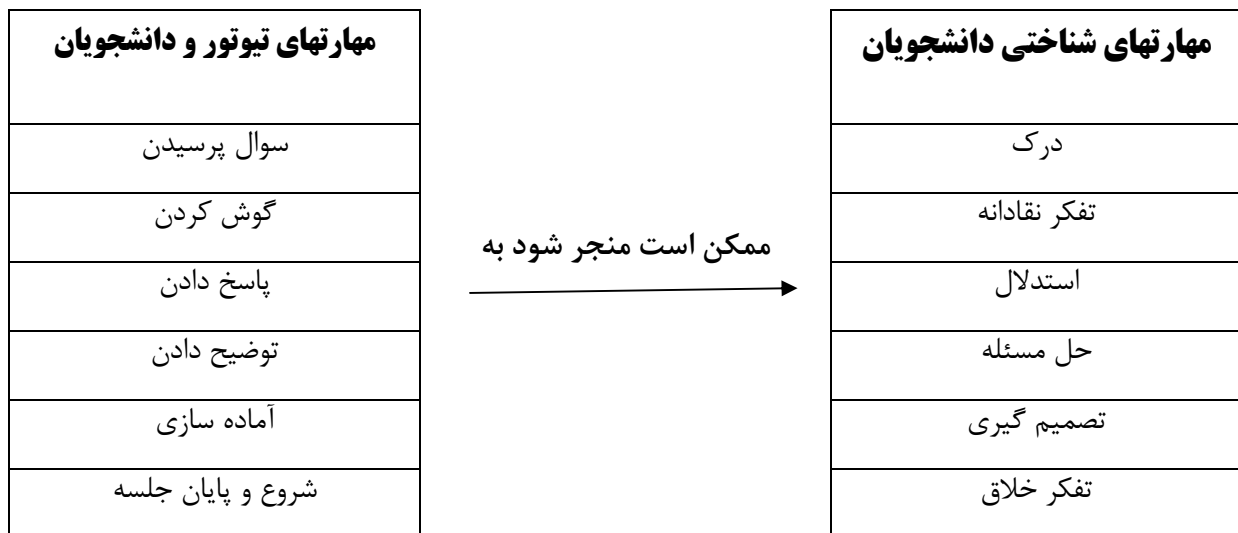 مهارتهای تیوتور و دانشجویان
سوال پرسیدن
گوش کردن
پاسخ دادن
توضیح دادن
آماده سازی
شروع و پایان جلسه
ممکن است منجر شود به
مهارتهای شناختی دانشجویان
درک
تفکر نقادانه
استدلال
حل مسئله
تصمیم گیری
تفکر خلاق